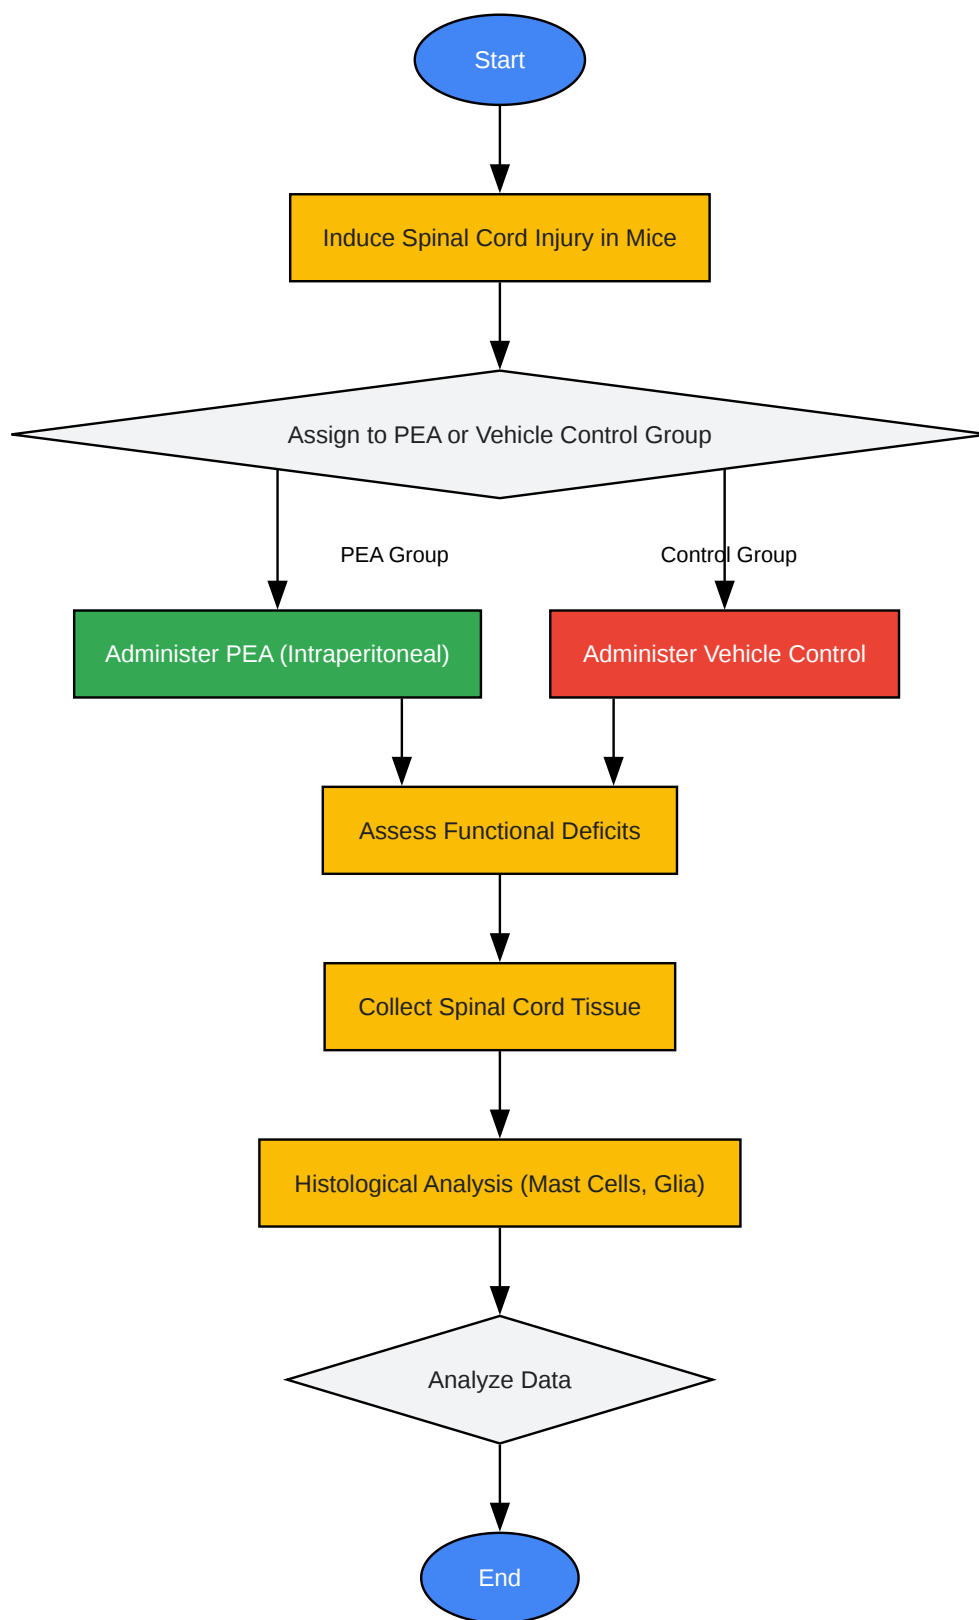 Start
Induce Spinal Cord Injury in Mice
Assign to PEA or Vehicle Control Group
PEA Group
Control Group
Administer PEA (Intraperitoneal)
Administer Vehicle Control
Assess Functional Deficits
Collect Spinal Cord Tissue
Histological Analysis (Mast Cells, Glia)
Analyze Data
End